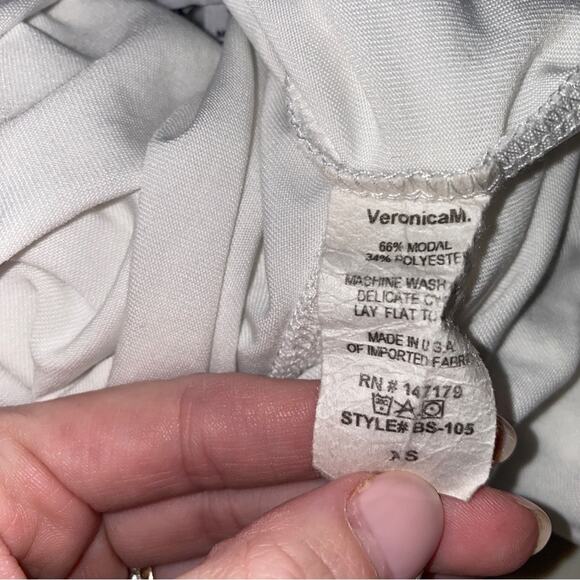 VeronicaM.
66% MODAL
34% POLYESTE
MACHINE WASH
DELICATE CY
LAY FLAT TO
MADE IN U.S.A
OF IMPORTED FABR
RN # 147179
STYLE# BS-105
XS